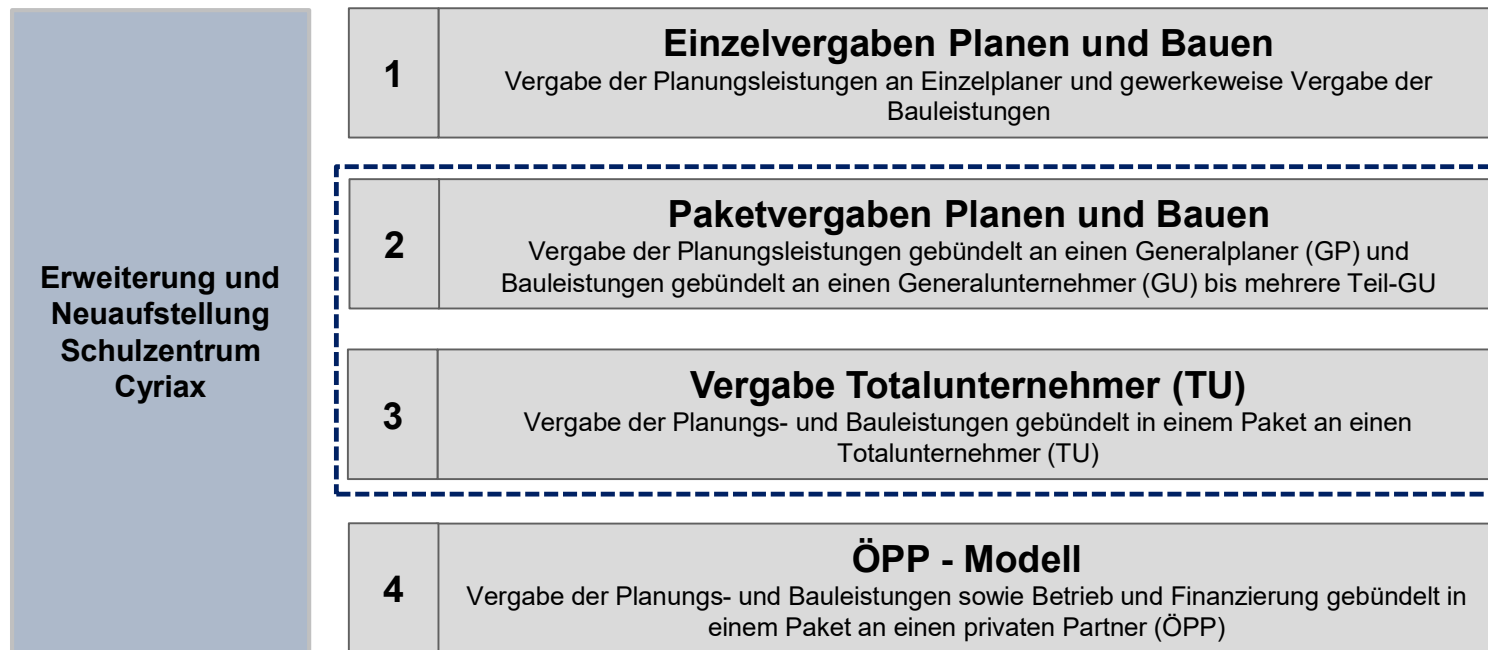 Erweiterung und
Neuaufstellung
Schulzentrum
Cyriax
1
Einzelvergaben Planen und Bauen
Vergabe der Planungsleistungen an Einzelplaner und gewerkeweise Vergabe der
Bauleistungen
2
Paketvergaben Planen und Bauen
Vergabe der Planungsleistungen gebündelt an einen Generalplaner (GP) und
Bauleistungen gebündelt an einen Generalunternehmer (GU) bis mehrere Teil-GU
3
Vergabe Totalunternehmer (TU)
Vergabe der Planungs- und Bauleistungen gebündelt in einem Paket an einen
Totalunternehmer (TU)
4
ÖPP - Modell
Vergabe der Planungs- und Bauleistungen sowie Betrieb und Finanzierung gebündelt in
einem Paket an einen privaten Partner (ÖPP)